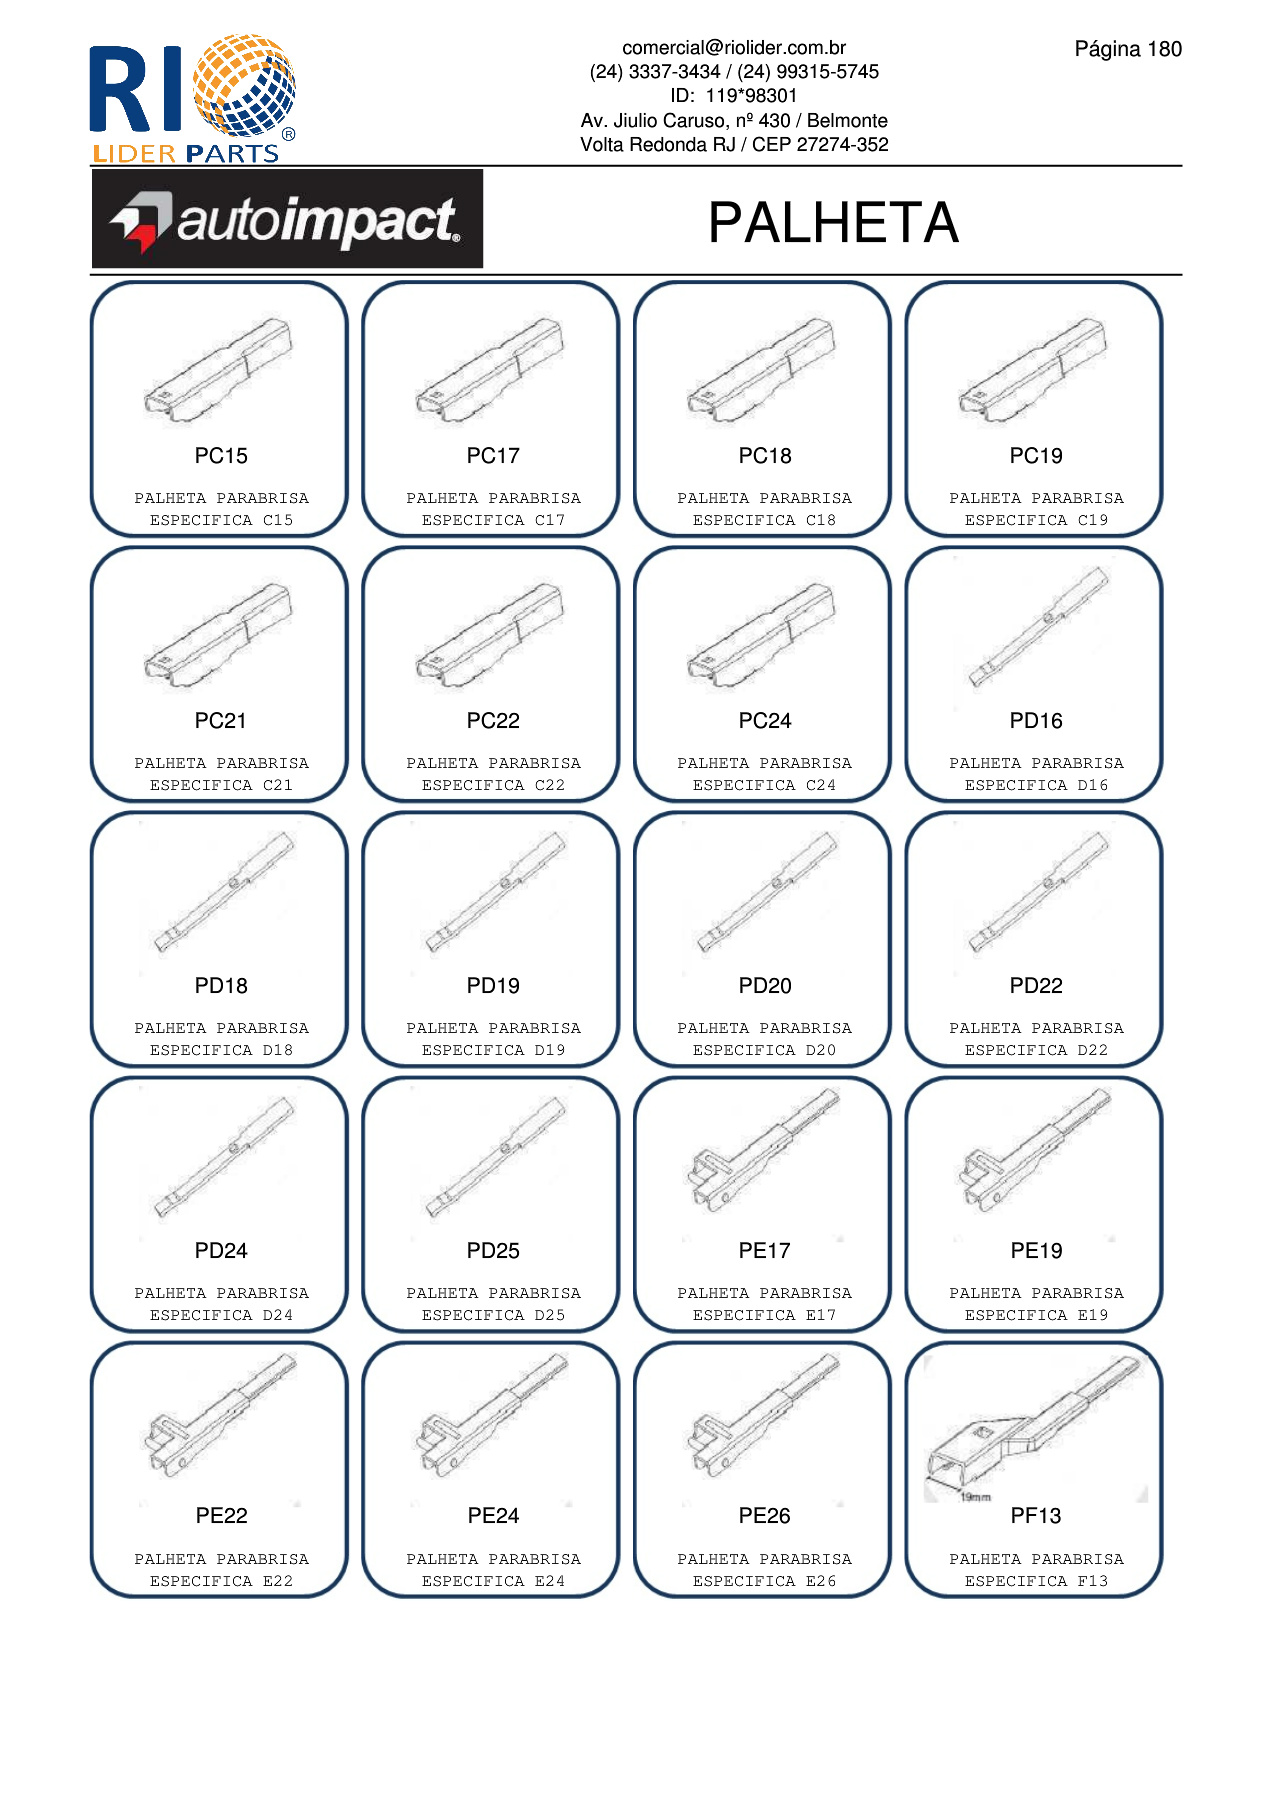 RIO
LIDER PARTS
®
comercial@riolider.com.br
(24) 3337-3434 / (24) 99315-5745
ID: 119*98301
Av. Jiulio Caruso, nº 430 / Belmonte
Volta Redonda RJ / CEP 27274-352
Página 180
autoimpact®
PALHETA
PC15
PALHETA PARABRISA
ESPECIFICA C15
PC17
PALHETA PARABRISA
ESPECIFICA C17
PC18
PALHETA PARABRISA
ESPECIFICA C18
PC19
PALHETA PARABRISA
ESPECIFICA C19
PC21
PALHETA PARABRISA
ESPECIFICA C21
PC22
PALHETA PARABRISA
ESPECIFICA C22
PC24
PALHETA PARABRISA
ESPECIFICA C24
PD16
PALHETA PARABRISA
ESPECIFICA D16
PD18
PALHETA PARABRISA
ESPECIFICA D18
PD19
PALHETA PARABRISA
ESPECIFICA D19
PD20
PALHETA PARABRISA
ESPECIFICA D20
PD22
PALHETA PARABRISA
ESPECIFICA D22
PD24
PALHETA PARABRISA
ESPECIFICA D24
PD25
PALHETA PARABRISA
ESPECIFICA D25
PE17
PALHETA PARABRISA
ESPECIFICA E17
PE19
PALHETA PARABRISA
ESPECIFICA E19
PE22
PALHETA PARABRISA
ESPECIFICA E22
PE24
PALHETA PARABRISA
ESPECIFICA E24
PE26
PALHETA PARABRISA
ESPECIFICA E26
19mm
PF13
PALHETA PARABRISA
ESPECIFICA F13